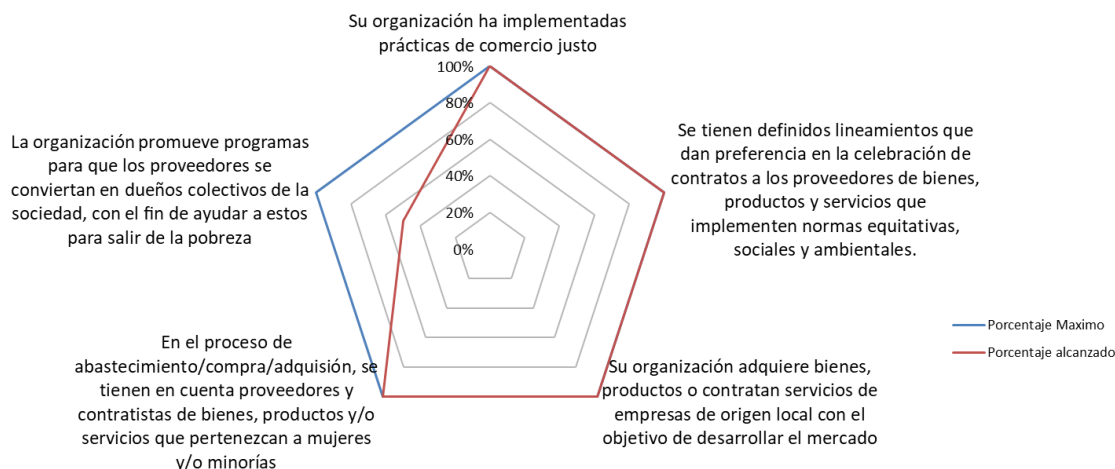 Su organización ha implementadas
prácticas de comercio justo
100%
80%
60%
40%
20%
0%
Se tienen definidos lineamientos que
dan preferencia en la celebración de
contratos a los proveedores de bienes,
productos y servicios que
implementen normas equitativas,
sociales y ambientales.
Su organización adquiere bienes,
productos o contratan servicios de
empresas de origen local con el
objetivo de desarrollar el mercado
En el proceso de
abastecimiento/compra/adquisión, se
tienen en cuenta proveedores y
contratistas de bienes, productos y/o
servicios que pertenezcan a mujeres
y/o minorías
La organización promueve programas
para que los proveedores se
conviertan en dueños colectivos de la
sociedad, con el fin de ayudar a estos
para salir de la pobreza
Porcentaje Maximo
Porcentaje alcanzado